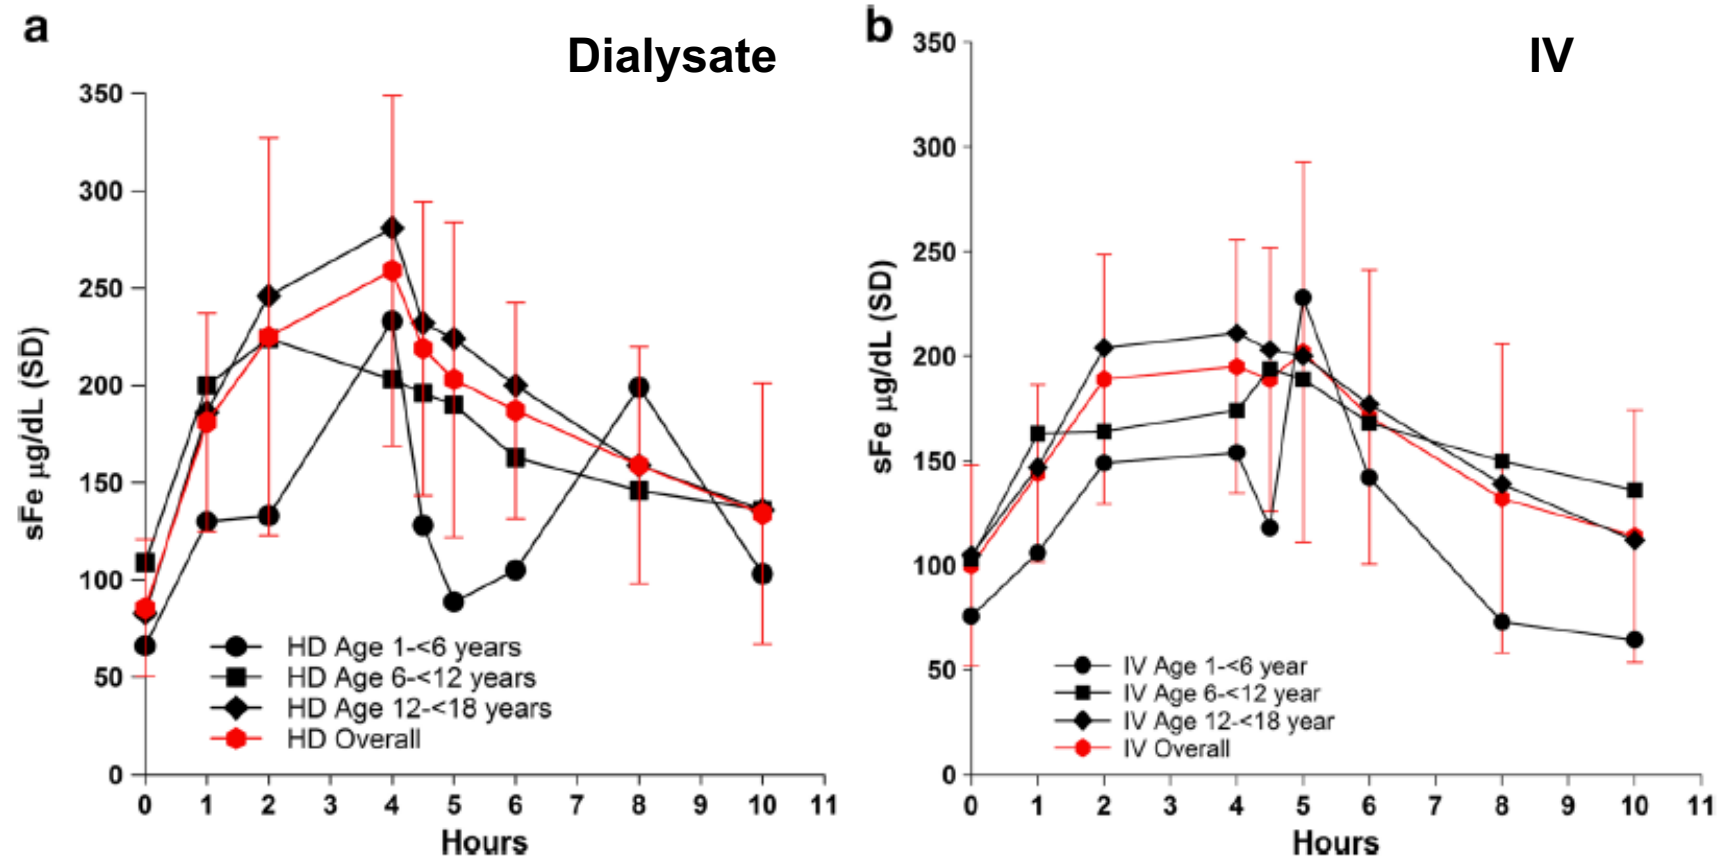 a
Dialysate
350
300
250
200
150
100
50
0
sFe µg/dL (SD)
HD Age 1-<6 years
HD Age 6-<12 years
HD Age 12-<18 years
HD Overall
0 1 2 3 4 5 6 7 8 9 10 11
Hours
b
IV
350
300
250
200
150
100
50
0
sFe µg/dL (SD)
IV Age 1-<6 year
IV Age 6-<12 year
IV Age 12-<18 year
IV Overall
0 1 2 3 4 5 6 7 8 9 10 11
Hours